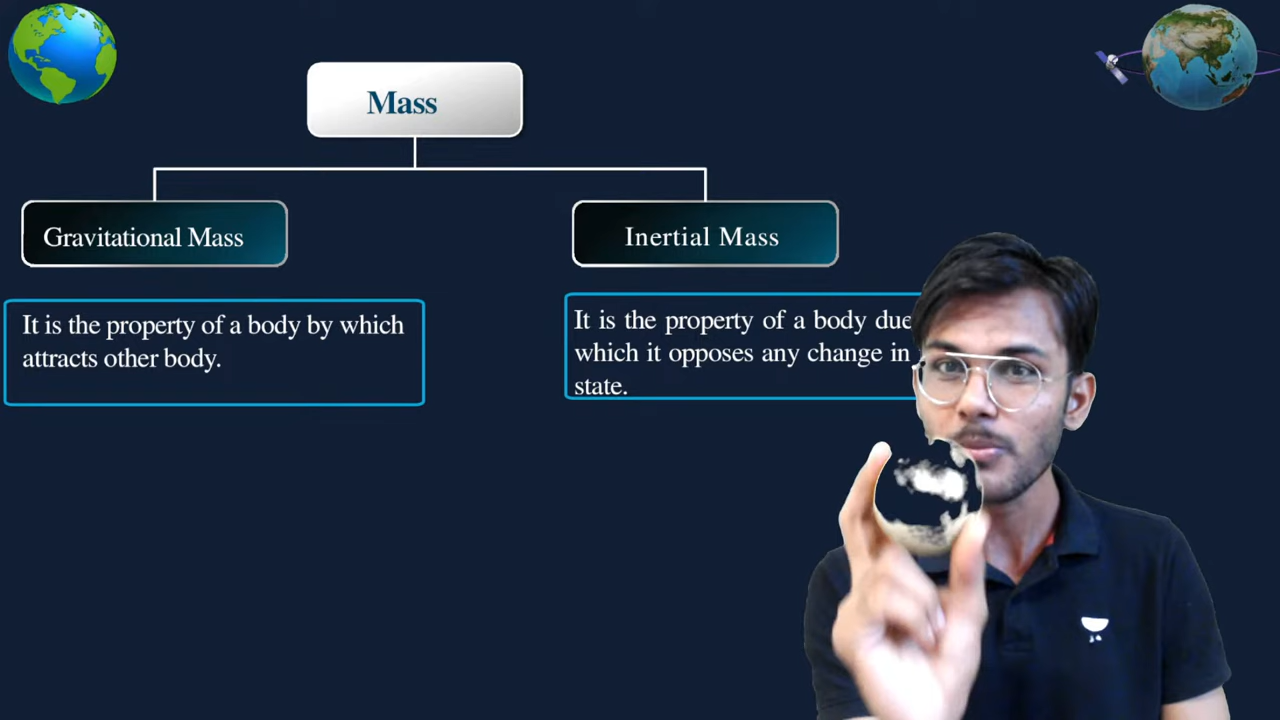 Mass
Gravitational Mass
Inertial Mass
It is the property of a body by which
attracts other body.
It is the property of a body due
which it opposes any change in
state.